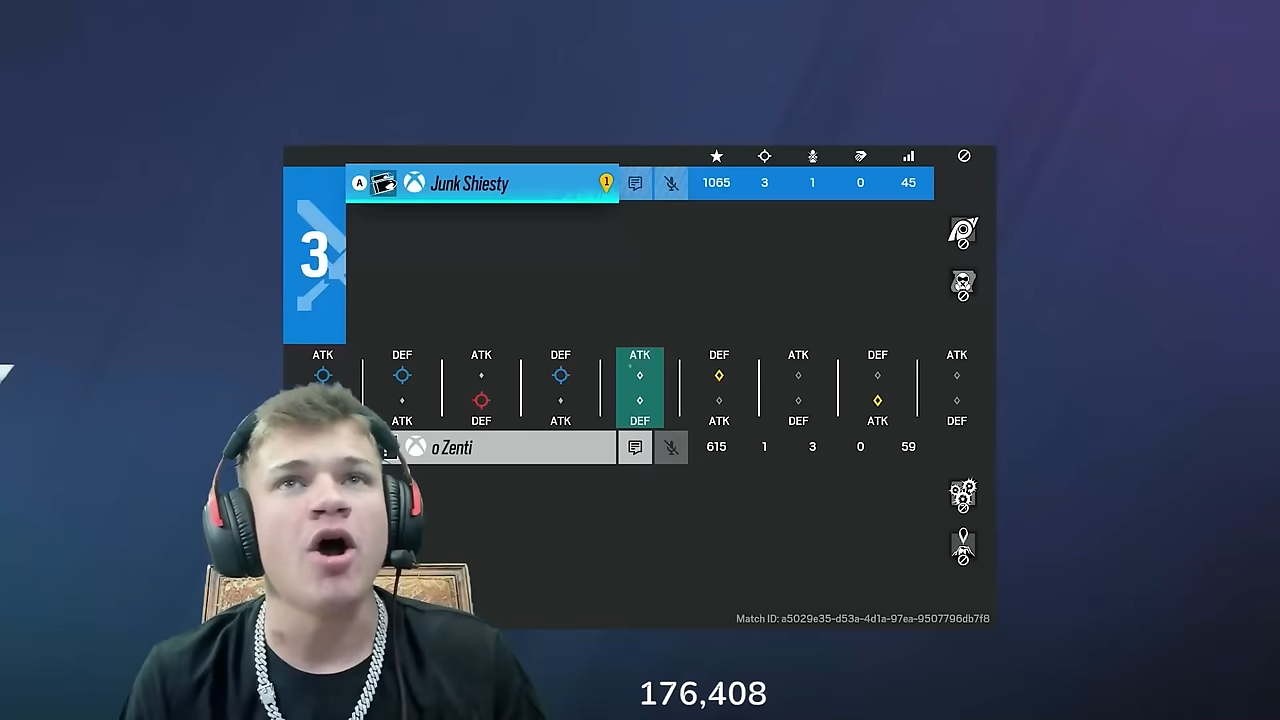 A Junk Shiesty 1 1065 3 1 0 45
3
ATK DEF ATK DEF ATK DEF ATK DEF ATK
ATK DEF ATK DEF ATK DEF ATK DEF
o Zenti 615 1 3 0 59
Match ID: a5029e35-d53a-4d1a-97ea-9507796db7f8
176,408